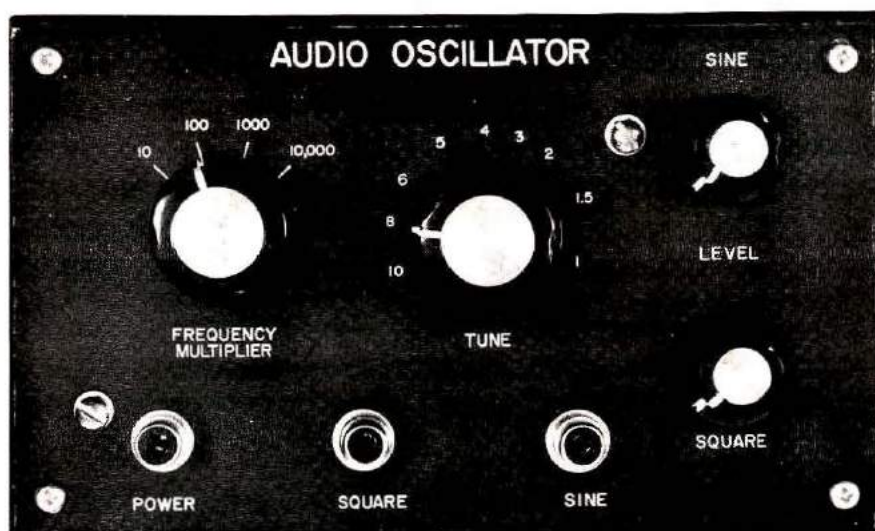 AUDIO OSCILLATOR
SINE
10
100
1000
10,000
10
8
6
5
4
3
2
1.5
1
LEVEL
FREQUENCY
MULTIPLIER
TUNE
SQUARE
POWER
SQUARE
SINE